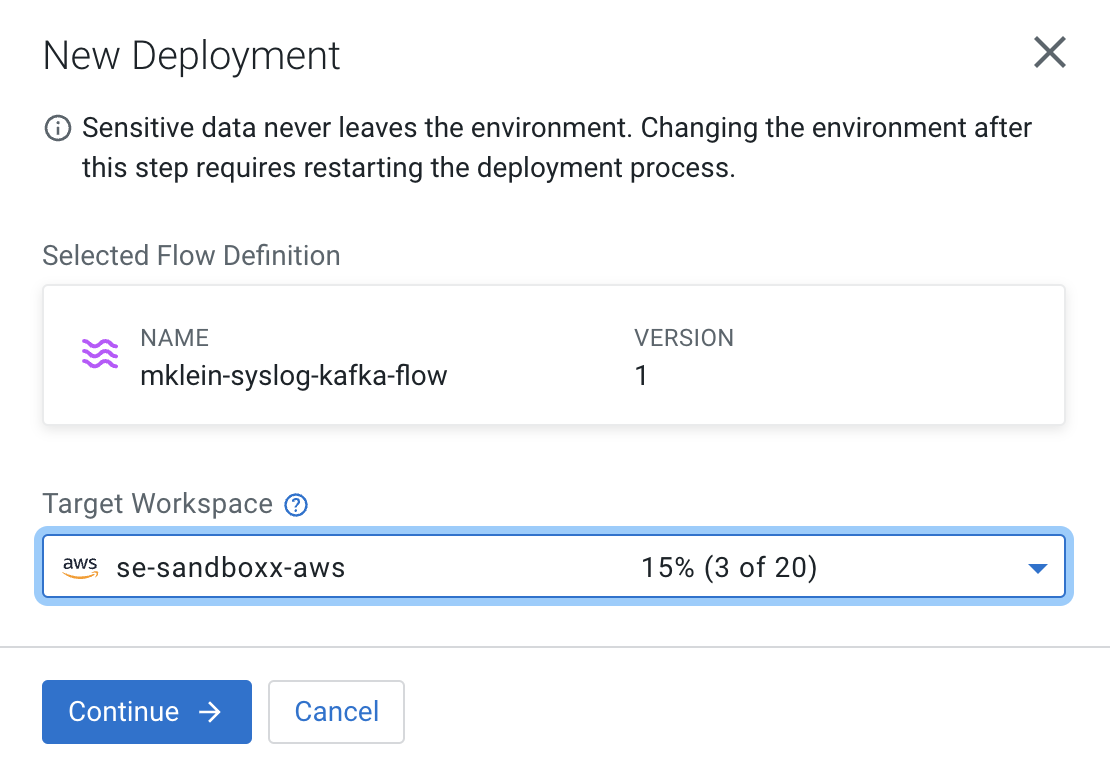 New Deployment
Sensitive data never leaves the environment. Changing the environment after
this step requires restarting the deployment process.
Selected Flow Definition
NAME VERSION
mklein-syslog-kafka-flow 1
Target Workspace ?
aws se-sandboxx-aws 15% (3 of 20)
Continue → Cancel